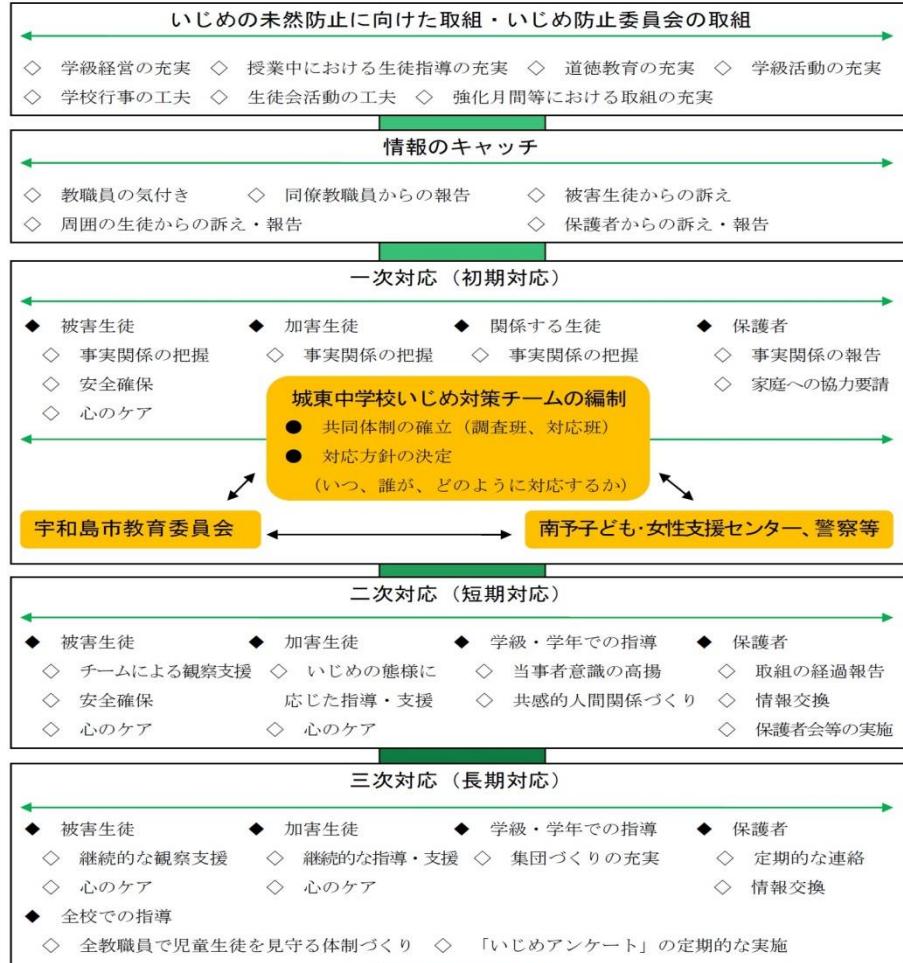 いじめの未然防止に向けた取組・いじめ防止委員会の取組
◇ 学級経営の充実 ◇ 授業中における生徒指導の充実 ◇ 道徳教育の充実 ◇ 学級活動の充実
◇ 学校行事の工夫 ◇ 生徒会活動の工夫 ◇ 強化月間等における取組の充実
情報のキャッチ
◇ 教職員の気付き ◇ 同僚教職員からの報告 ◇ 被害生徒からの訴え
◇ 周囲の生徒からの訴え・報告 ◇ 保護者からの訴え・報告
一次対応（初期対応）
◆ 被害生徒 ◆ 加害生徒 ◆ 関係する生徒 ◆ 保護者
◇ 事実関係の把握 ◇ 事実関係の把握 ◇ 事実関係の把握 ◇ 事実関係の報告
◇ 安全確保 ◇ 家庭への協力要請
◇ 心のケア
城東中学校いじめ対策チームの編制
● 共同体制の確立（調査班、対応班）
● 対応方針の決定
（いつ、誰が、どのように対応するか）
宇和島市教育委員会 南予子ども・女性支援センター、警察等
二次対応（短期対応）
◆ 被害生徒 ◆ 加害生徒 ◆ 学級・学年での指導 ◆ 保護者
◇ チームによる観察支援 ◇ いじめの態様に ◇ 当事者意識の高揚 ◇ 取組の経過報告
◇ 安全確保 応じた指導・支援 ◇ 共感的人間関係づくり ◇ 情報交換
◇ 心のケア ◇ 心のケア ◇ 保護者会等の実施
三次対応（長期対応）
◆ 被害生徒 ◆ 加害生徒 ◆ 学級・学年での指導 ◆ 保護者
◇ 継続的な観察支援 ◇ 継続的な指導・支援 ◇ 集団づくりの充実 ◇ 定期的な連絡
◇ 心のケア ◇ 心のケア ◇ 情報交換
◆ 全校での指導
◇ 全教職員で児童生徒を見守る体制づくり ◇ 「いじめアンケート」の定期的な実施